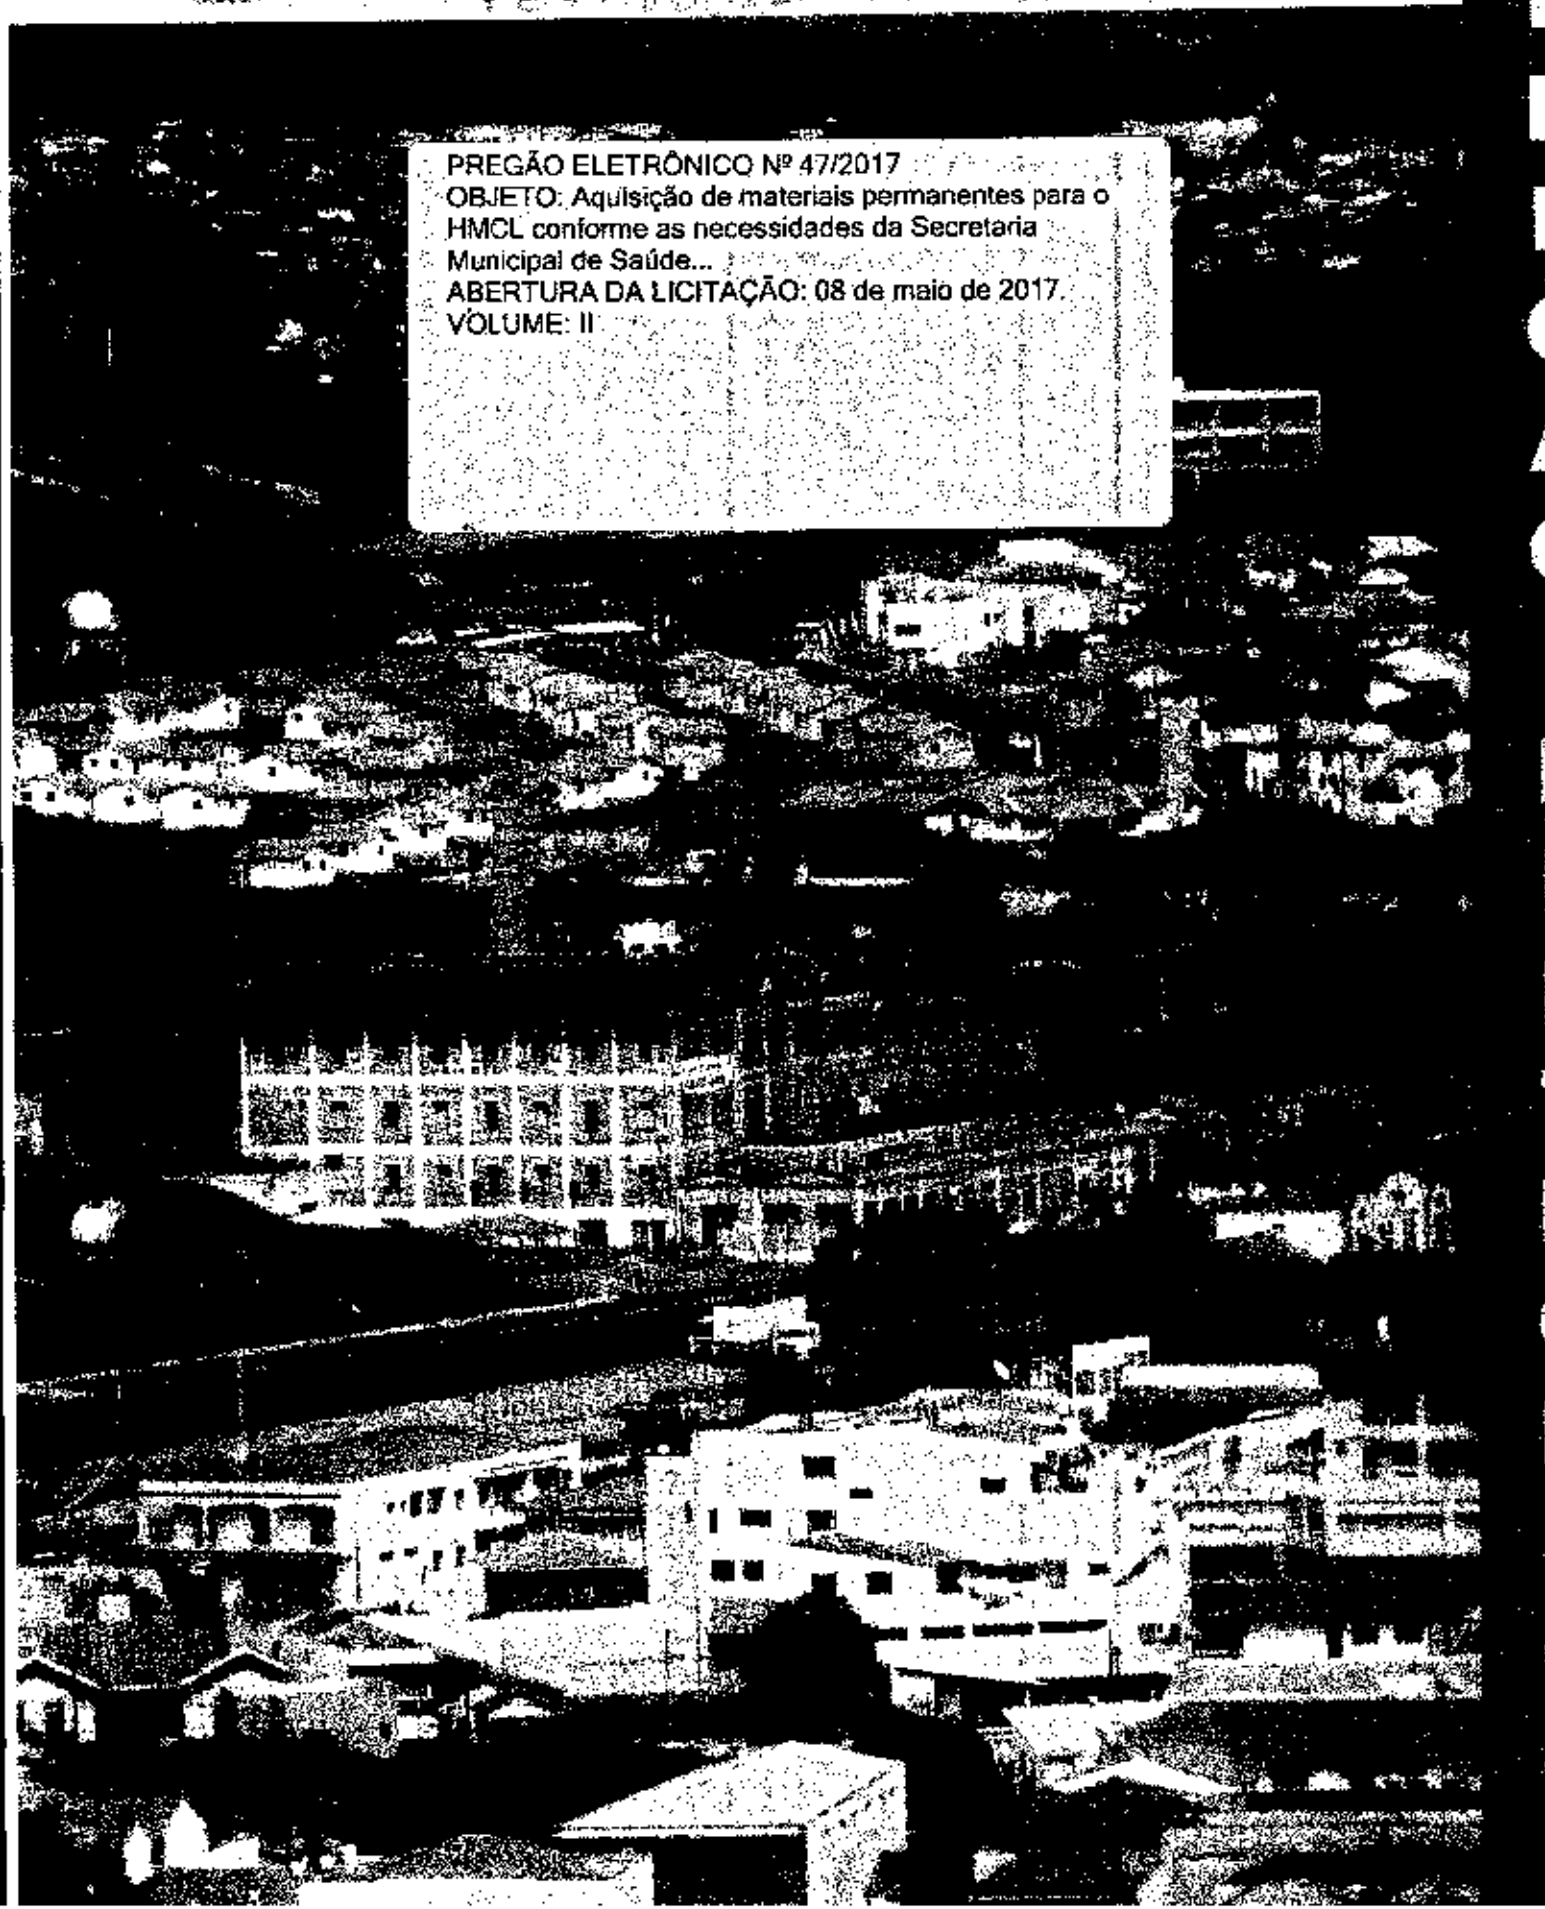 PREGÃO ELETRÔNICO Nº 47/2017
OBJETO: Aquisição de materiais permanentes para o
HMCL conforme as necessidades da Secretaria
Municipal de Saúde...
ABERTURA DA LICITAÇÃO: 08 de maio de 2017.
VOLUME: II